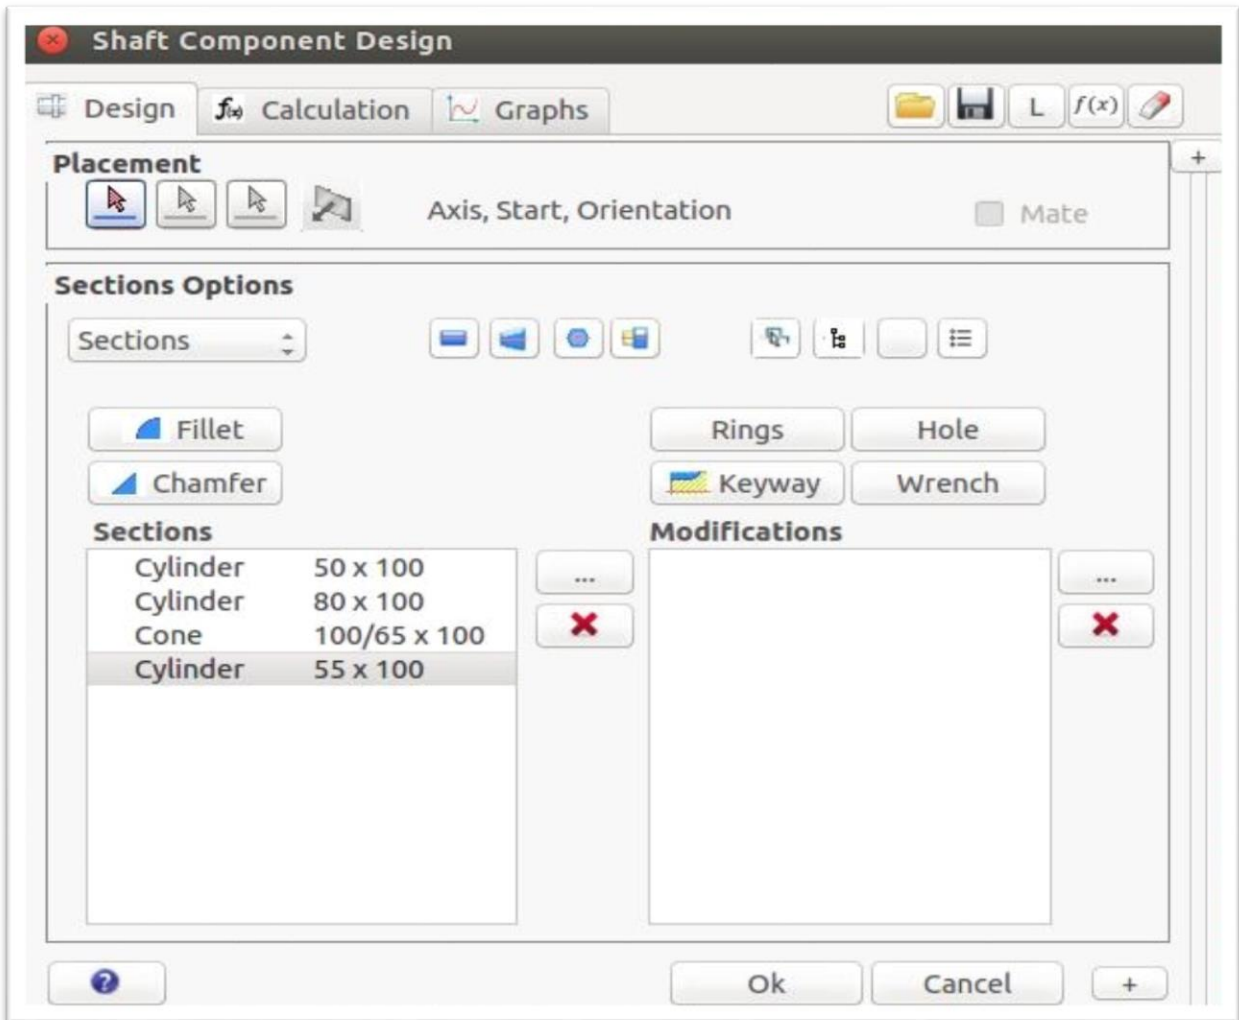 Shaft Component Design
Design f(x) Calculation Graphs L f(x)
Placement +
Axis, Start, Orientation Mate
Sections Options
Sections
Fillet Rings Hole
Chamfer Keyway Wrench
Sections Modifications
Cylinder 50 x 100 ... ...
Cylinder 80 x 100
Cone 100/65 x 100
Cylinder 55 x 100
? Ok Cancel +